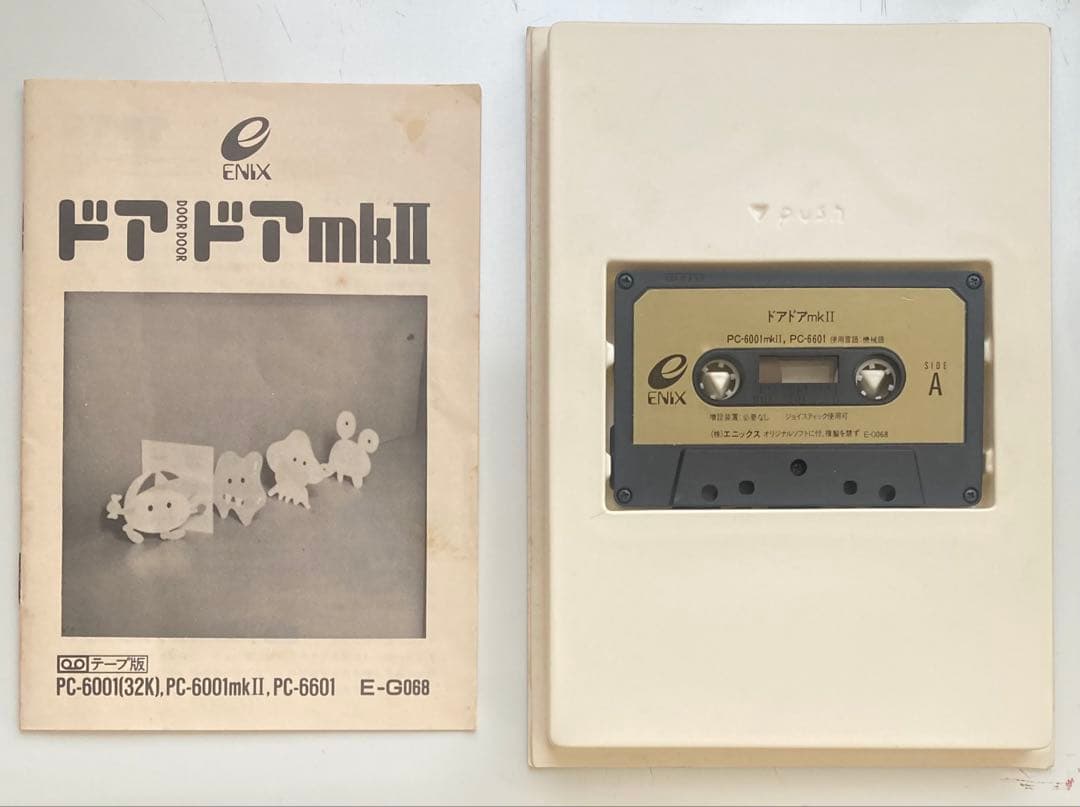 ENIX
ドアドアmkII
DOOR DOOR
テープ版
PC-6001(32K), PC-6001mkII, PC-6601 E-G068
▼ push
ドアドアmkII
PC-6001mkII, PC-6601 使用言語:機械語
ENIX
SIDE
A
増設装置:必要なし ジョイスティック使用可
(株)エニックス オリジナルソフトに付、複製を禁ず E-G068